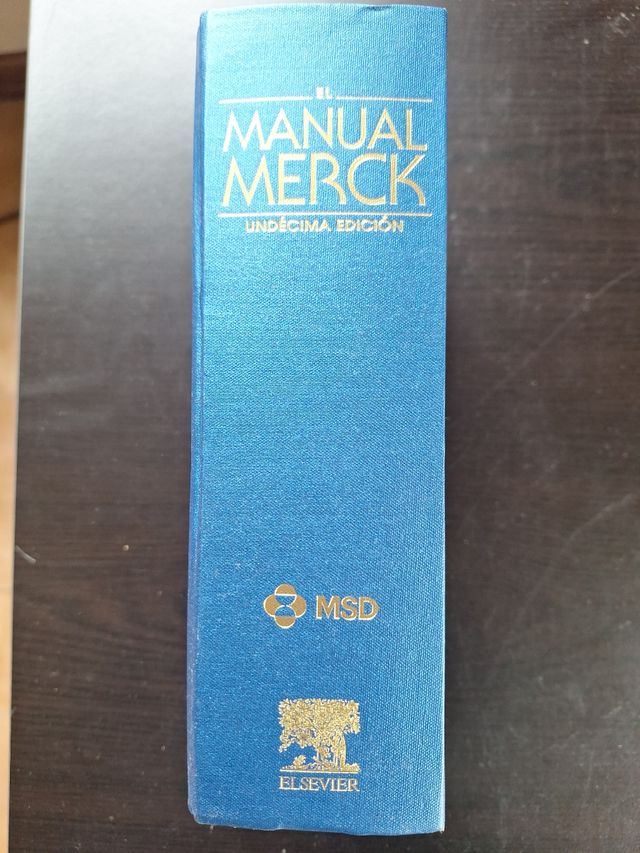 EL
MANUAL
MERCK
UNDÉCIMA EDICIÓN
MSD
ELSEVIER